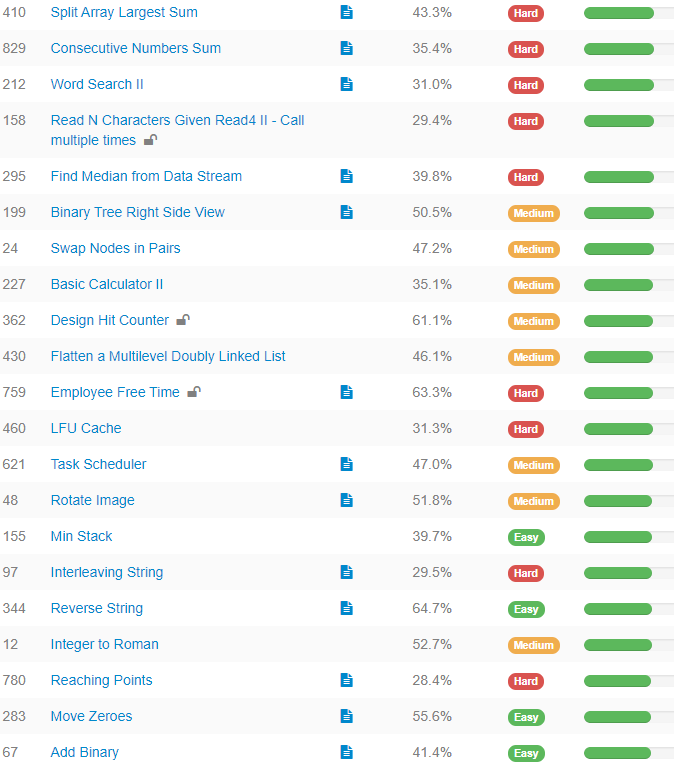 410 Split Array Largest Sum 43.3% Hard
829 Consecutive Numbers Sum 35.4% Hard
212 Word Search II 31.0% Hard
158 Read N Characters Given Read4 II - Call 29.4% Hard
multiple times
295 Find Median from Data Stream 39.8% Hard
199 Binary Tree Right Side View 50.5% Medium
24 Swap Nodes in Pairs 47.2% Medium
227 Basic Calculator II 35.1% Medium
362 Design Hit Counter 61.1% Medium
430 Flatten a Multilevel Doubly Linked List 46.1% Medium
759 Employee Free Time 63.3% Hard
460 LFU Cache 31.3% Hard
621 Task Scheduler 47.0% Medium
48 Rotate Image 51.8% Medium
155 Min Stack 39.7% Easy
97 Interleaving String 29.5% Hard
344 Reverse String 64.7% Easy
12 Integer to Roman 52.7% Medium
780 Reaching Points 28.4% Hard
283 Move Zeroes 55.6% Easy
67 Add Binary 41.4% Easy